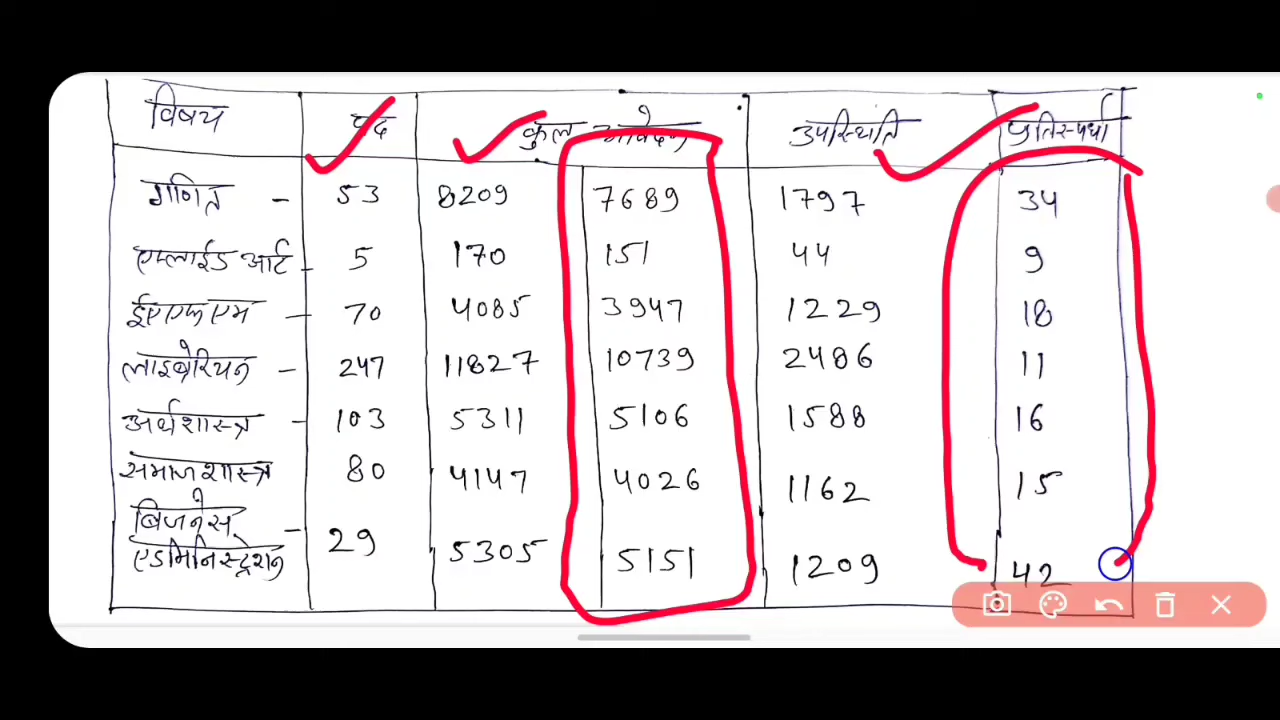 विषय पद कुल आवेदन उपस्थिति प्रतिस्पर्धा
गणित - 53 8209 7689 1797 34
एप्लाईड आर्ट - 5 170 151 44 9
ईएएफएम - 70 4085 3947 1229 18
लाइब्रेरियन - 247 11827 10739 2486 11
अर्थशास्त्र - 103 5311 5106 1588 16
समाजशास्त्र 80 4147 4026 1162 15
बिजनेस
एडमिनिस्ट्रेशन - 29 5305 5151 1209 42